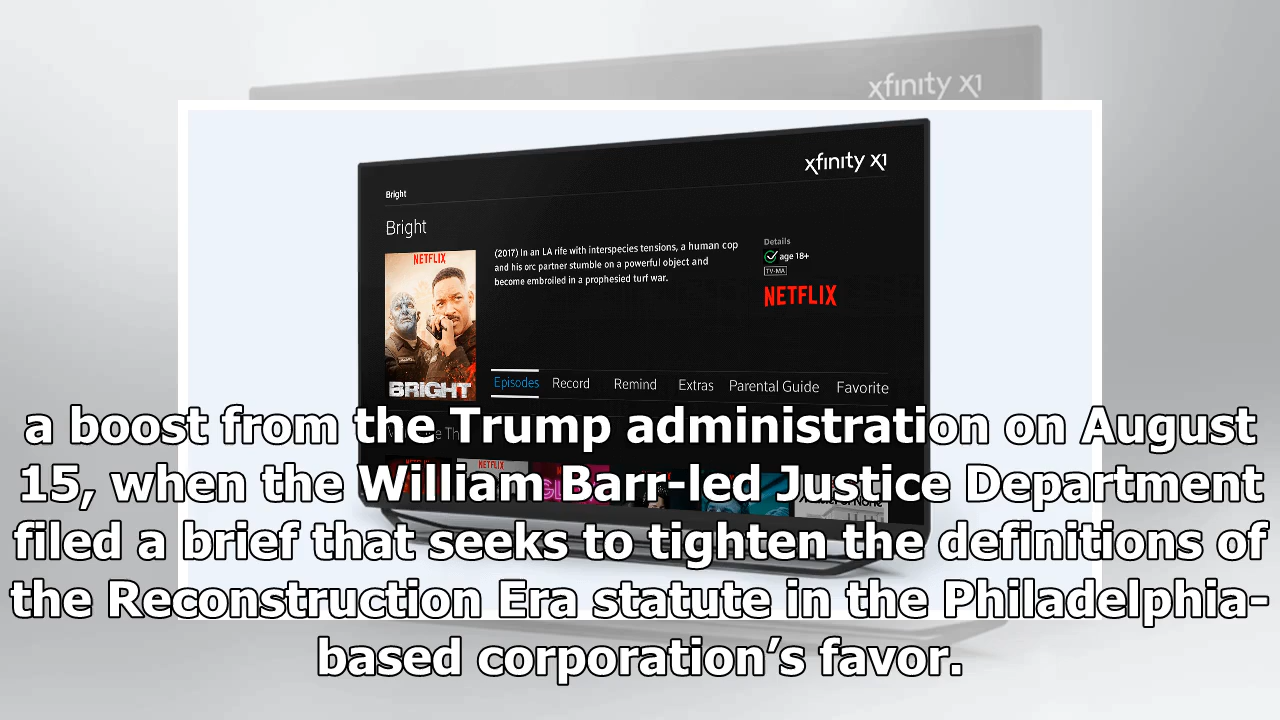 xfinity x1
xfinity x1
Bright
Bright
NETFLIX
BRIGHT
(2017) In an LA rife with interspecies tensions, a human cop
and his orc partner stumble on a powerful object and
become embroiled in a prophesied turf war.
Details
age 18+
TV-MA
NETFLIX
Episodes Record Remind Extras Parental Guide Favorite
NETFLIX
a boost from the Trump administration on August
15, when the William Barr-led Justice Department
filed a brief that seeks to tighten the definitions of
the Reconstruction Era statute in the Philadelphia-
based corporation’s favor.